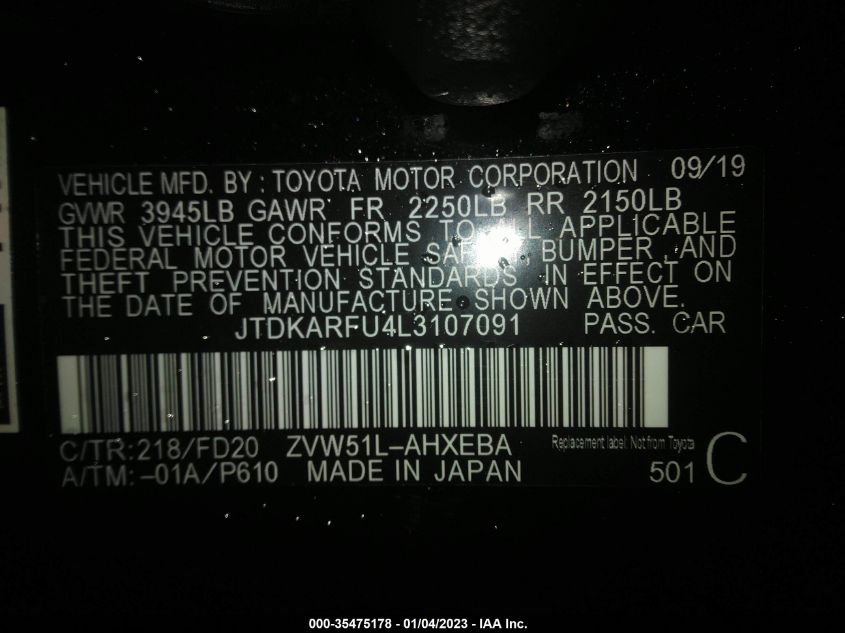 VEHICLE MFD. BY : TOYOTA MOTOR CORPORATION 09/19
GVWR 3945LB GAWR FR 2250LB RR 2150LB
THIS VEHICLE CONFORMS TO ALL APPLICABLE
FEDERAL MOTOR VEHICLE BUMPER AND
THEFT PREVENTION STANDARDS IN EFFECT ON
THE DATE OF MANUFACTURE SHOWN ABOVE.
JTDKARFU4L3107091 PASS. CAR
C/TR:218/FD20 ZVW51L-AHXEBA Replacement label. Not from Toyota
A/TM:-01A/P610 MADE IN JAPAN 501 C
000-35475178 - 01/04/2023 - IAA Inc.